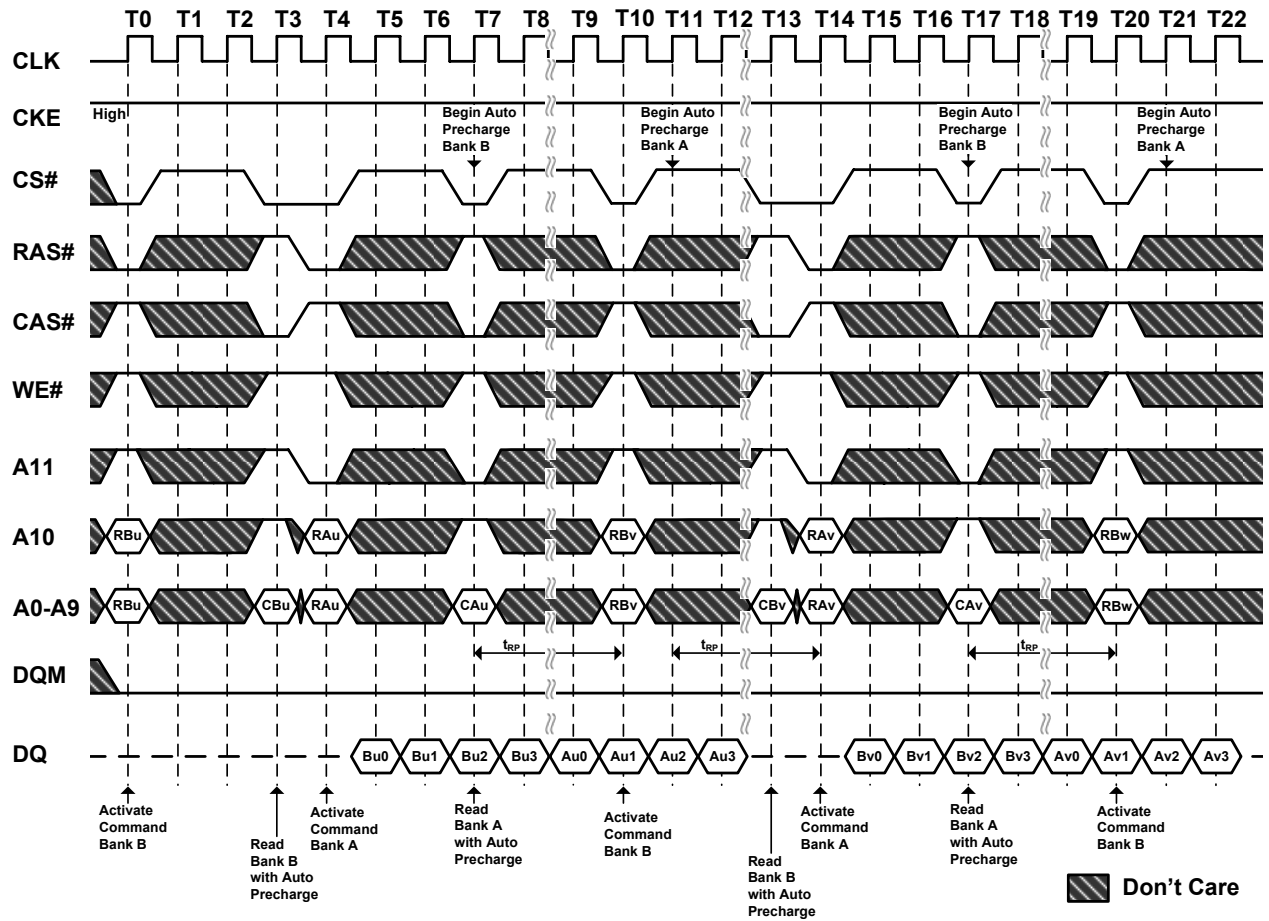 T0 T1 T2 T3 T4 T5 T6 T7 T8 T9 T10 T11 T12 T13 T14 T15 T16 T17 T18 T19 T20 T21 T22
CLK
CKE
High
Begin Auto
Precharge
Bank B
Begin Auto
Precharge
Bank A
Begin Auto
Precharge
Bank B
Begin Auto
Precharge
Bank A
CS#
RAS#
CAS#
WE#
A11
A10
RBu RAu RBv RAv RBw
A0-A9
RBu CBu RAu CAu RBv CBv RAv CAv RBw
tRP tRP tRP
DQM
DQ
Bu0 Bu1 Bu2 Bu3 Au0 Au1 Au2 Au3 Bv0 Bv1 Bv2 Bv3 Av0 Av1 Av2 Av3
Activate
Command
Bank B
Read
Bank B
with Auto
Precharge
Activate
Command
Bank A
Read
Bank A
with Auto
Precharge
Activate
Command
Bank B
Read
Bank B
with Auto
Precharge
Activate
Command
Bank A
Read
Bank A
with Auto
Precharge
Activate
Command
Bank B
Don't Care